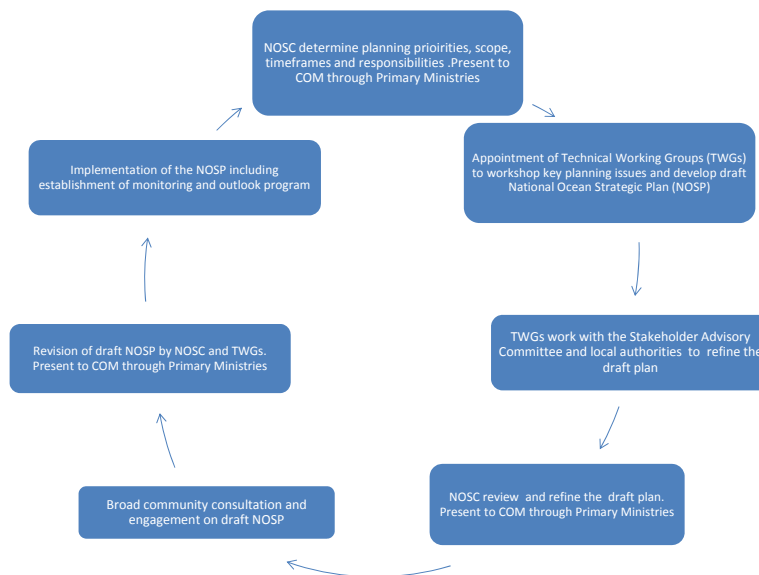 NOSC determine planning prioirities, scope,
timeframes and responsibilities .Present to
COM through Primary Ministries
Appointment of Technical Working Groups (TWGs)
to workshop key planning issues and develop draft
National Ocean Strategic Plan (NOSP)
TWGs work with the Stakeholder Advisory
Committee and local authorities to refine the
draft plan
NOSC review and refine the draft plan.
Present to COM through Primary Ministries
Broad community consultation and
engagement on draft NOSP
Revision of draft NOSP by NOSC and TWGs.
Present to COM through Primary Ministries
Implementation of the NOSP including
establishment of monitoring and outlook program